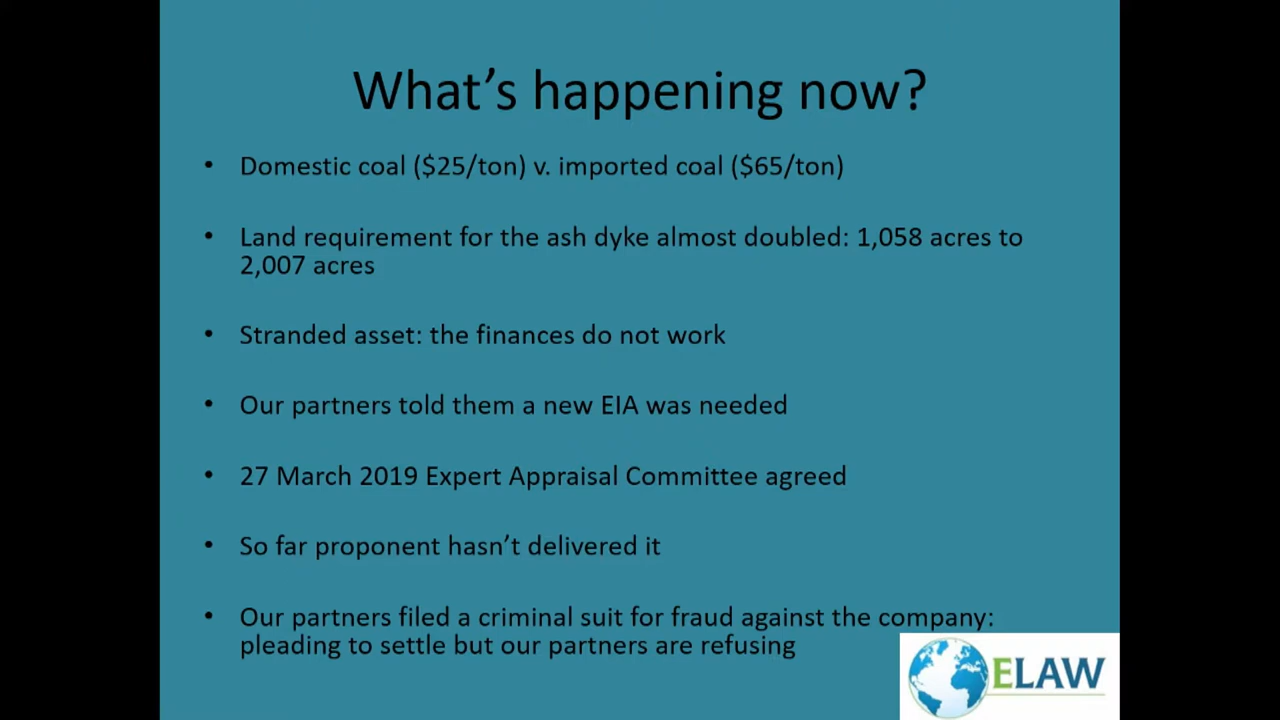 What’s happening now?
• Domestic coal ($25/ton) v. imported coal ($65/ton)
• Land requirement for the ash dyke almost doubled: 1,058 acres to
2,007 acres
• Stranded asset: the finances do not work
• Our partners told them a new EIA was needed
• 27 March 2019 Expert Appraisal Committee agreed
• So far proponent hasn’t delivered it
• Our partners filed a criminal suit for fraud against the company:
pleading to settle but our partners are refusing
ELAW